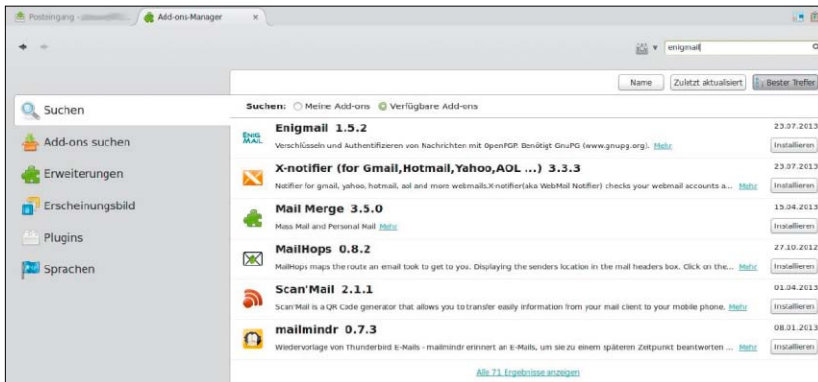 Posteingang -
Add-ons-Manager
enigmail
Name
Zuletzt aktualisiert
Bester Treffer
Suchen
Add-ons suchen
Erweiterungen
Erscheinungsbild
Plugins
Sprachen
Suchen: Meine Add-ons Verfügbare Add-ons
ENIG
MAIL
Enigmail 1.5.2
23.07.2013
Verschlüsseln und Authentifizieren von Nachrichten mit OpenPGP. Benötigt GnuPG (www.gnupg.org). Mehr
Installieren
X-notifier (for Gmail,Hotmail,Yahoo,AOL ...) 3.3.3
23.07.2013
Notifier for gmail, yahoo, hotmail, aol and more webmails.X-notifier(aka WebMail Notifier) checks your webmail accounts a... Mehr
Installieren
Mail Merge 3.5.0
15.04.2013
Mass Mail and Personal Mail Mehr
Installieren
MailHops 0.8.2
27.10.2012
MailHops maps the route an email took to get to you. Displaying the senders location in the mail headers box. Click on the... Mehr
Installieren
Scan'Mail 2.1.1
01.04.2013
Scan'Mail is a QR Code generator that allows you to transfer easily information from your mail client to your mobile phone. Mehr
Installieren
mailmindr 0.7.3
08.01.2013
Wiedervorlage von Thunderbird E-Mails - mailmindr erinnert an E-Mails, um sie zu einem späteren Zeitpunkt beantworten ... Mehr
Installieren
Alle 71 Ergebnisse anzeigen